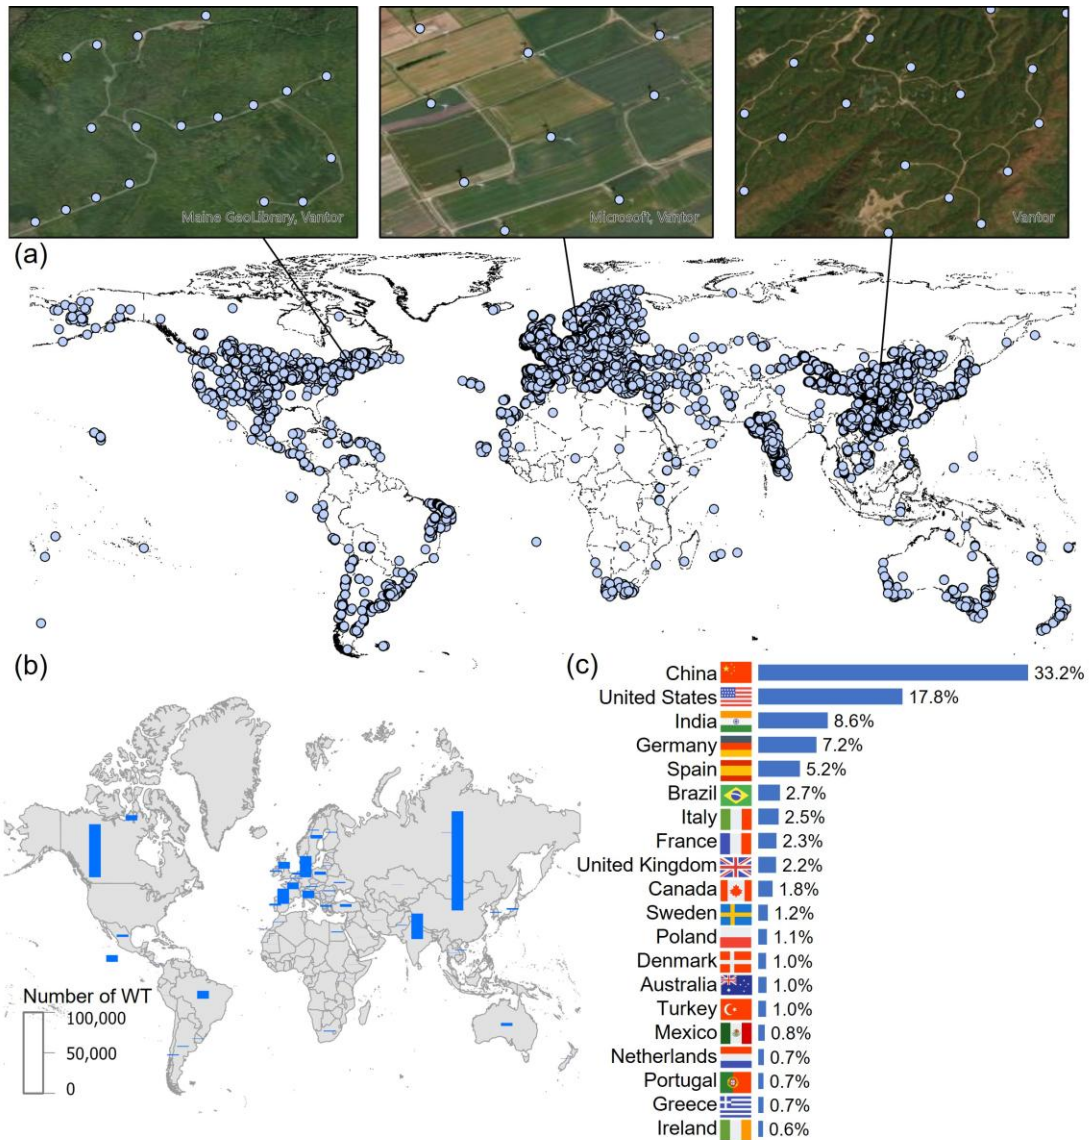 Maine GeoLibrary, Vantor
Microsoft, Vantor
Vantor
(a)
(b)
Number of WT
100,000
50,000
0
(c)
China 33.2%
United States 17.8%
India 8.6%
Germany 7.2%
Spain 5.2%
Brazil 2.7%
Italy 2.5%
France 2.3%
United Kingdom 2.2%
Canada 1.8%
Sweden 1.2%
Poland 1.1%
Denmark 1.0%
Australia 1.0%
Turkey 1.0%
Mexico 0.8%
Netherlands 0.7%
Portugal 0.7%
Greece 0.7%
Ireland 0.6%